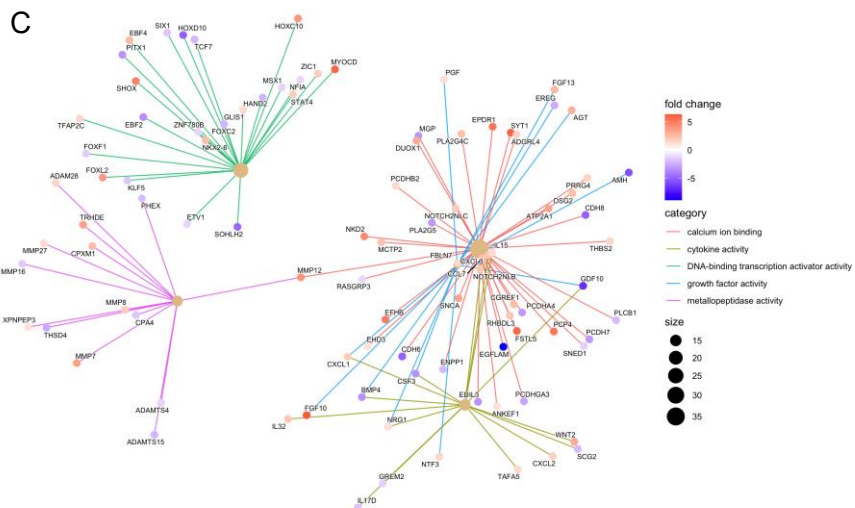 C
EBF4
SIX1
HOXD10
HOXC10
PITX1
TCF7
ZIC1
MYOCD
SHOX
MSX1
NFIA
HAND2
STAT4
GLIS1
TFAP2C
EBF2
ZNF780B
FOXC2
NKX2-6
FOXF1
FOXL2
KLF5
ADAM28
PHEX
ETV1
SOHLH2
TRHDE
MMP27
CPXM1
MMP16
MMP12
MMP8
XPNPEP3
CPA4
THSD4
MMP7
ADAMTS4
ADAMTS15
PGF
FGF13
EREG
AGT
EPDR1
SYT1
MGP
PLA2G4C
ADGRL4
DUOX1
PCDHB2
PRRG4
AMH
DSG2
NOTCH2NLC
ATP2A1
CDH8
PLA2G5
NKD2
IL15
MCTP2
THBS2
FBLN7
CCL7
NOTCH2NLB
RASGRP3
GDF10
SNCA
CGREF1
PCDHA4
EFHB
RHBDL3
PLCB1
FSTL5
PCP4
PCDH7
EHD3
CDH6
EGFLAM
SNED1
CXCL1
ENPP1
CSF3
BMP4
EDIL3
PCDHGA3
FGF10
ANKEF1
IL32
NRG1
WNT2
SCG2
NTF3
CXCL2
TAFA5
GREM2
IL17D
fold change
5
0
-5
category
calcium ion binding
cytokine activity
DNA-binding transcription activator activity
growth factor activity
metallopeptidase activity
size
15
20
25
30
35